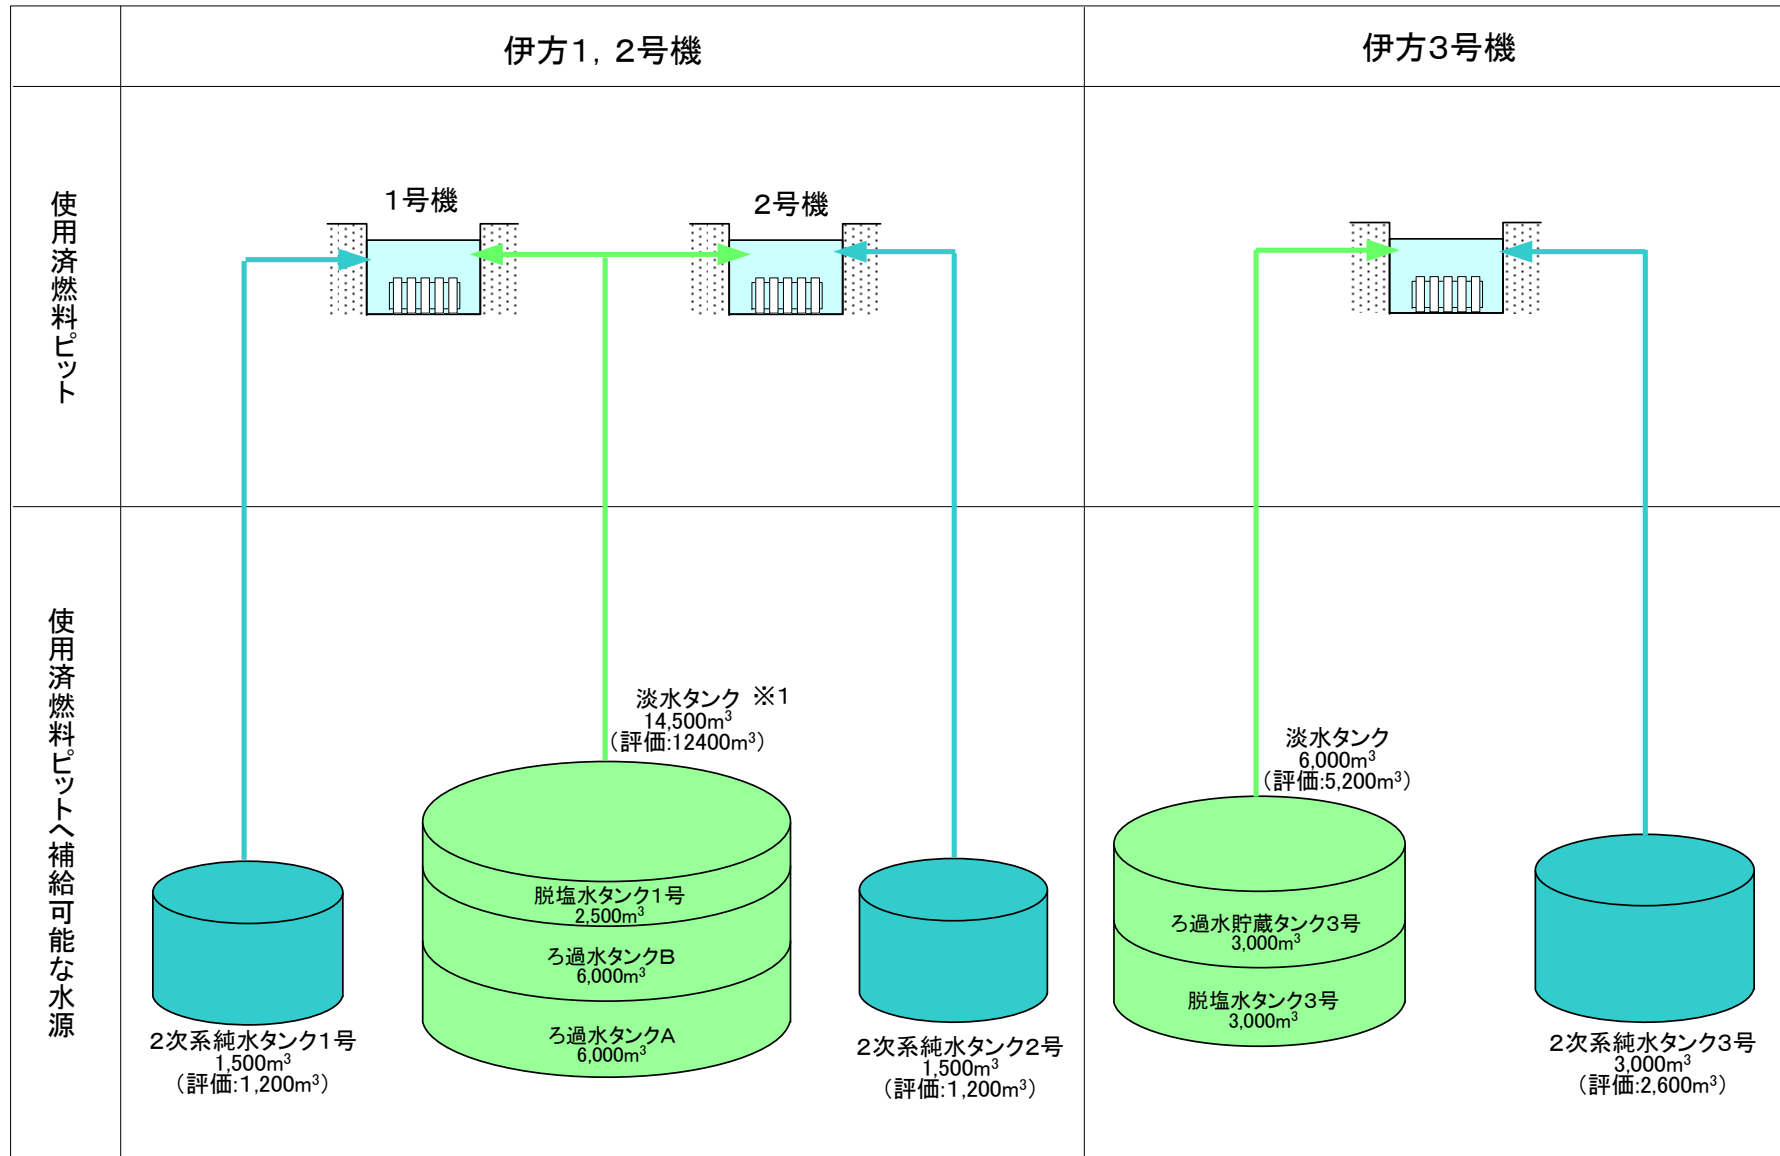 伊方1，2号機
伊方3号機
使用済燃料ピット
1号機
2号機
使用済燃料ピットへ補給可能な水源
淡水タンク ※1
14,500m³
（評価:12400m³）
脱塩水タンク1号
2,500m³
ろ過水タンクB
6,000m³
ろ過水タンクA
6,000m³
2次系純水タンク1号
1,500m³
（評価:1,200m³）
2次系純水タンク2号
1,500m³
（評価:1,200m³）
淡水タンク
6,000m³
（評価:5,200m³）
ろ過水貯蔵タンク3号
3,000m³
脱塩水タンク3号
3,000m³
2次系純水タンク3号
3,000m³
（評価:2,600m³）